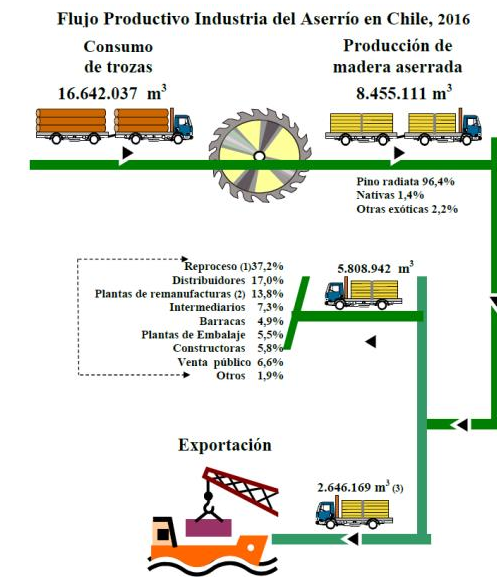 Flujo Productivo Industria del Aserrío en Chile, 2016
Consumo
de trozas
16.642.037 m³
Producción de
madera aserrada
8.455.111 m³
Pino radiata 96,4%
Nativas 1,4%
Otras exóticas 2,2%
Reproceso (1)37,2%
Distribuidores 17,0%
Plantas de remanufacturas (2) 13,8%
Intermediarios 7,3%
Barracas 4,9%
Plantas de Embalaje 5,5%
Constructoras 5,8%
Venta público 6,6%
Otros 1,9%
5.808.942 m³
Exportación
2.646.169 m³ (3)